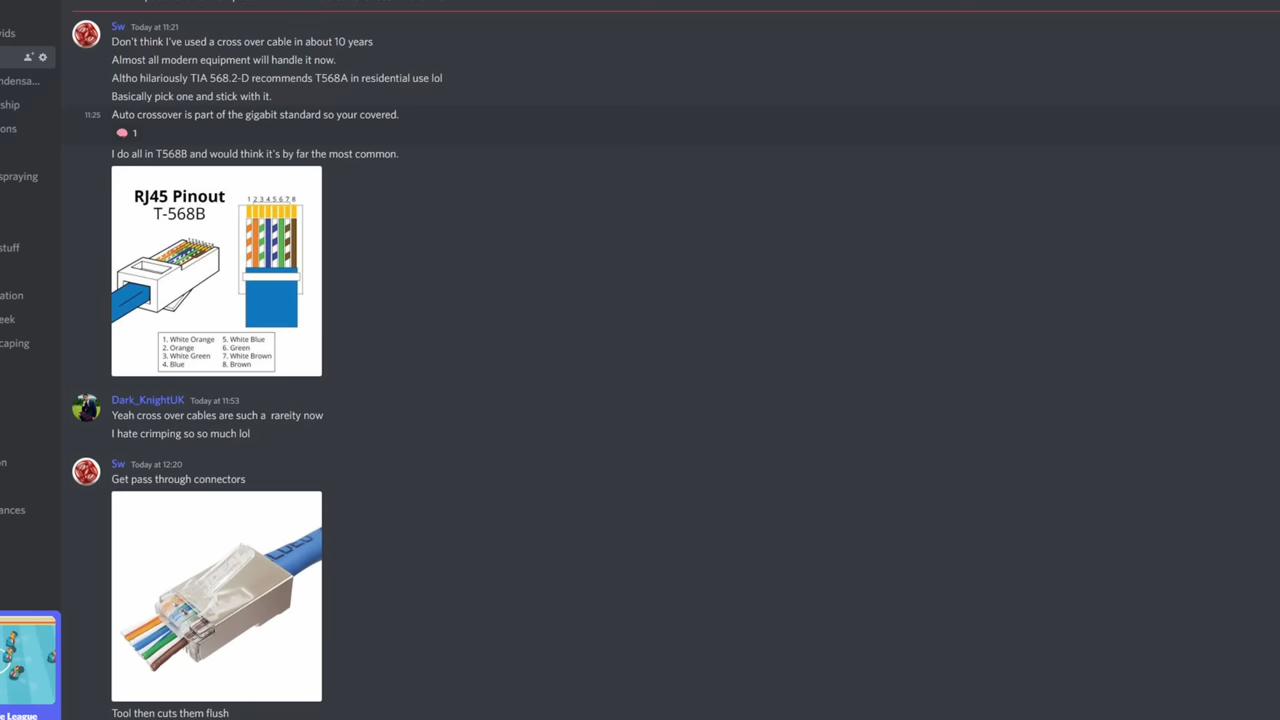 vids
ndensa...
ship
ons
spraying
stuff
ation
eek
caping
on
ances
e League
Sw Today at 11:21
Don't think I've used a cross over cable in about 10 years
Almost all modern equipment will handle it now.
Altho hilariously TIA 568.2-D recommends T568A in residential use lol
Basically pick one and stick with it.
11:25 Auto crossover is part of the gigabit standard so your covered.
1
I do all in T568B and would think it's by far the most common.
RJ45 Pinout
T-568B
1 2 3 4 5 6 7 8
1. White Orange 5. White Blue
2. Orange 6. Green
3. White Green 7. White Brown
4. Blue 8. Brown
Dark_KnightUK Today at 11:53
Yeah cross over cables are such a rareity now
I hate crimping so so much lol
Sw Today at 12:20
Get pass through connectors
Tool then cuts them flush